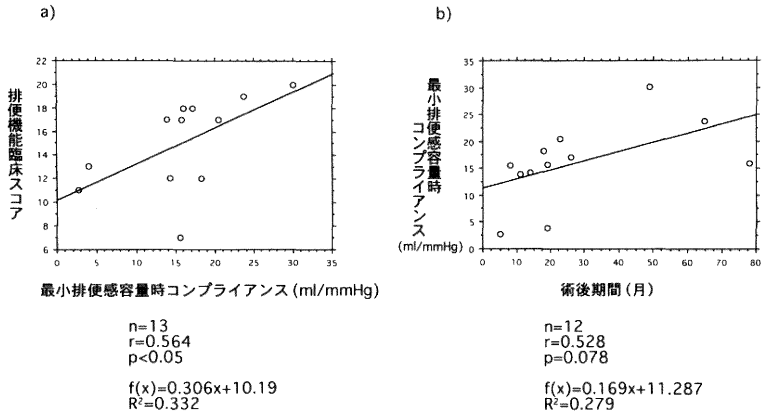 a)
排便機能臨床スコア
22
20
18
16
14
12
10
8
6
0 5 10 15 20 25 30 35
最小排便感容量時コンプライアンス(ml/mmHg)
n=13
r=0.564
p<0.05
f(x)=0.306x+10.19
R²=0.332
b)
最小排便感容量時
コンプライアンス
(ml/mmHg)
35
30
25
20
15
10
5
0
0 10 20 30 40 50 60 70 80
術後期間(月)
n=12
r=0.528
p=0.078
f(x)=0.169x+11.287
R²=0.279